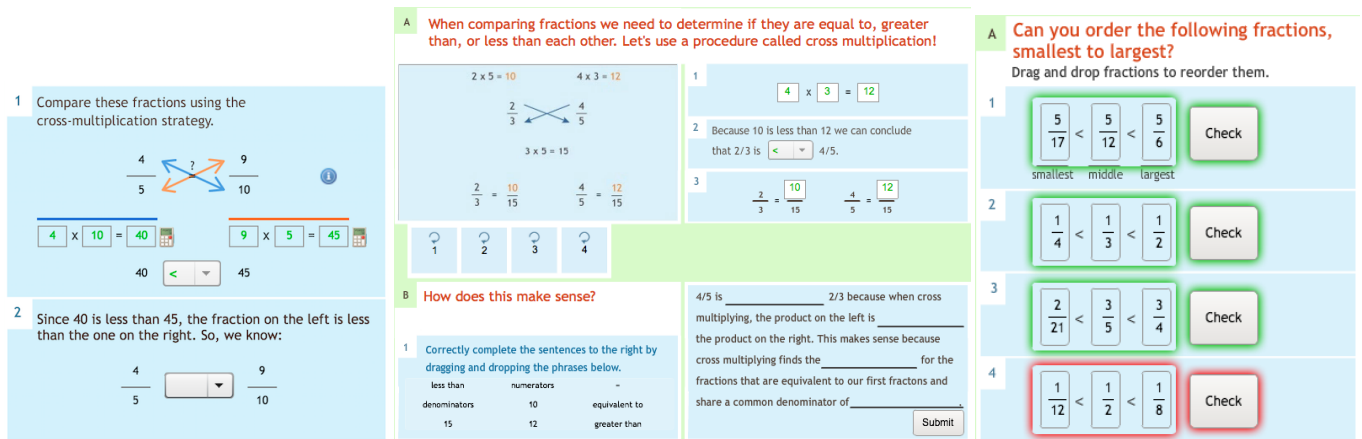 1 Compare these fractions using the
cross-multiplication strategy.
4 ? 9
5 = 10
4 x 10 = 40
9 x 5 = 45
40 < 45
2 Since 40 is less than 45, the fraction on the left is less
than the one on the right. So, we know:
4 9
5 10
A When comparing fractions we need to determine if they are equal to, greater
than, or less than each other. Let's use a procedure called cross multiplication!
2 x 5 = 10 4 x 3 = 12
2 4
3 5
3 x 5 = 15
2 = 10 4 = 12
3 15 5 15
1 4 x 3 = 12
2 Because 10 is less than 12 we can conclude
that 2/3 is < 4/5.
3
2 = 10 4 = 12
3 15 5 15
1 2 3 4
B How does this make sense?
1 Correctly complete the sentences to the right by
dragging and dropping the phrases below.
less than numerators =
denominators 10 equivalent to
15 12 greater than
4/5 is ____ 2/3 because when cross
multiplying, the product on the left is ____
the product on the right. This makes sense because
cross multiplying finds the ____ for the
fractions that are equivalent to our first fractons and
share a common denominator of ____.
Submit
A Can you order the following fractions,
smallest to largest?
Drag and drop fractions to reorder them.
1
5 < 5 < 5 Check
17 12 6
smallest middle largest
2
1 < 1 < 1 Check
4 3 2
3
2 < 3 < 3 Check
21 5 4
4
1 < 1 < 1 Check
12 2 8